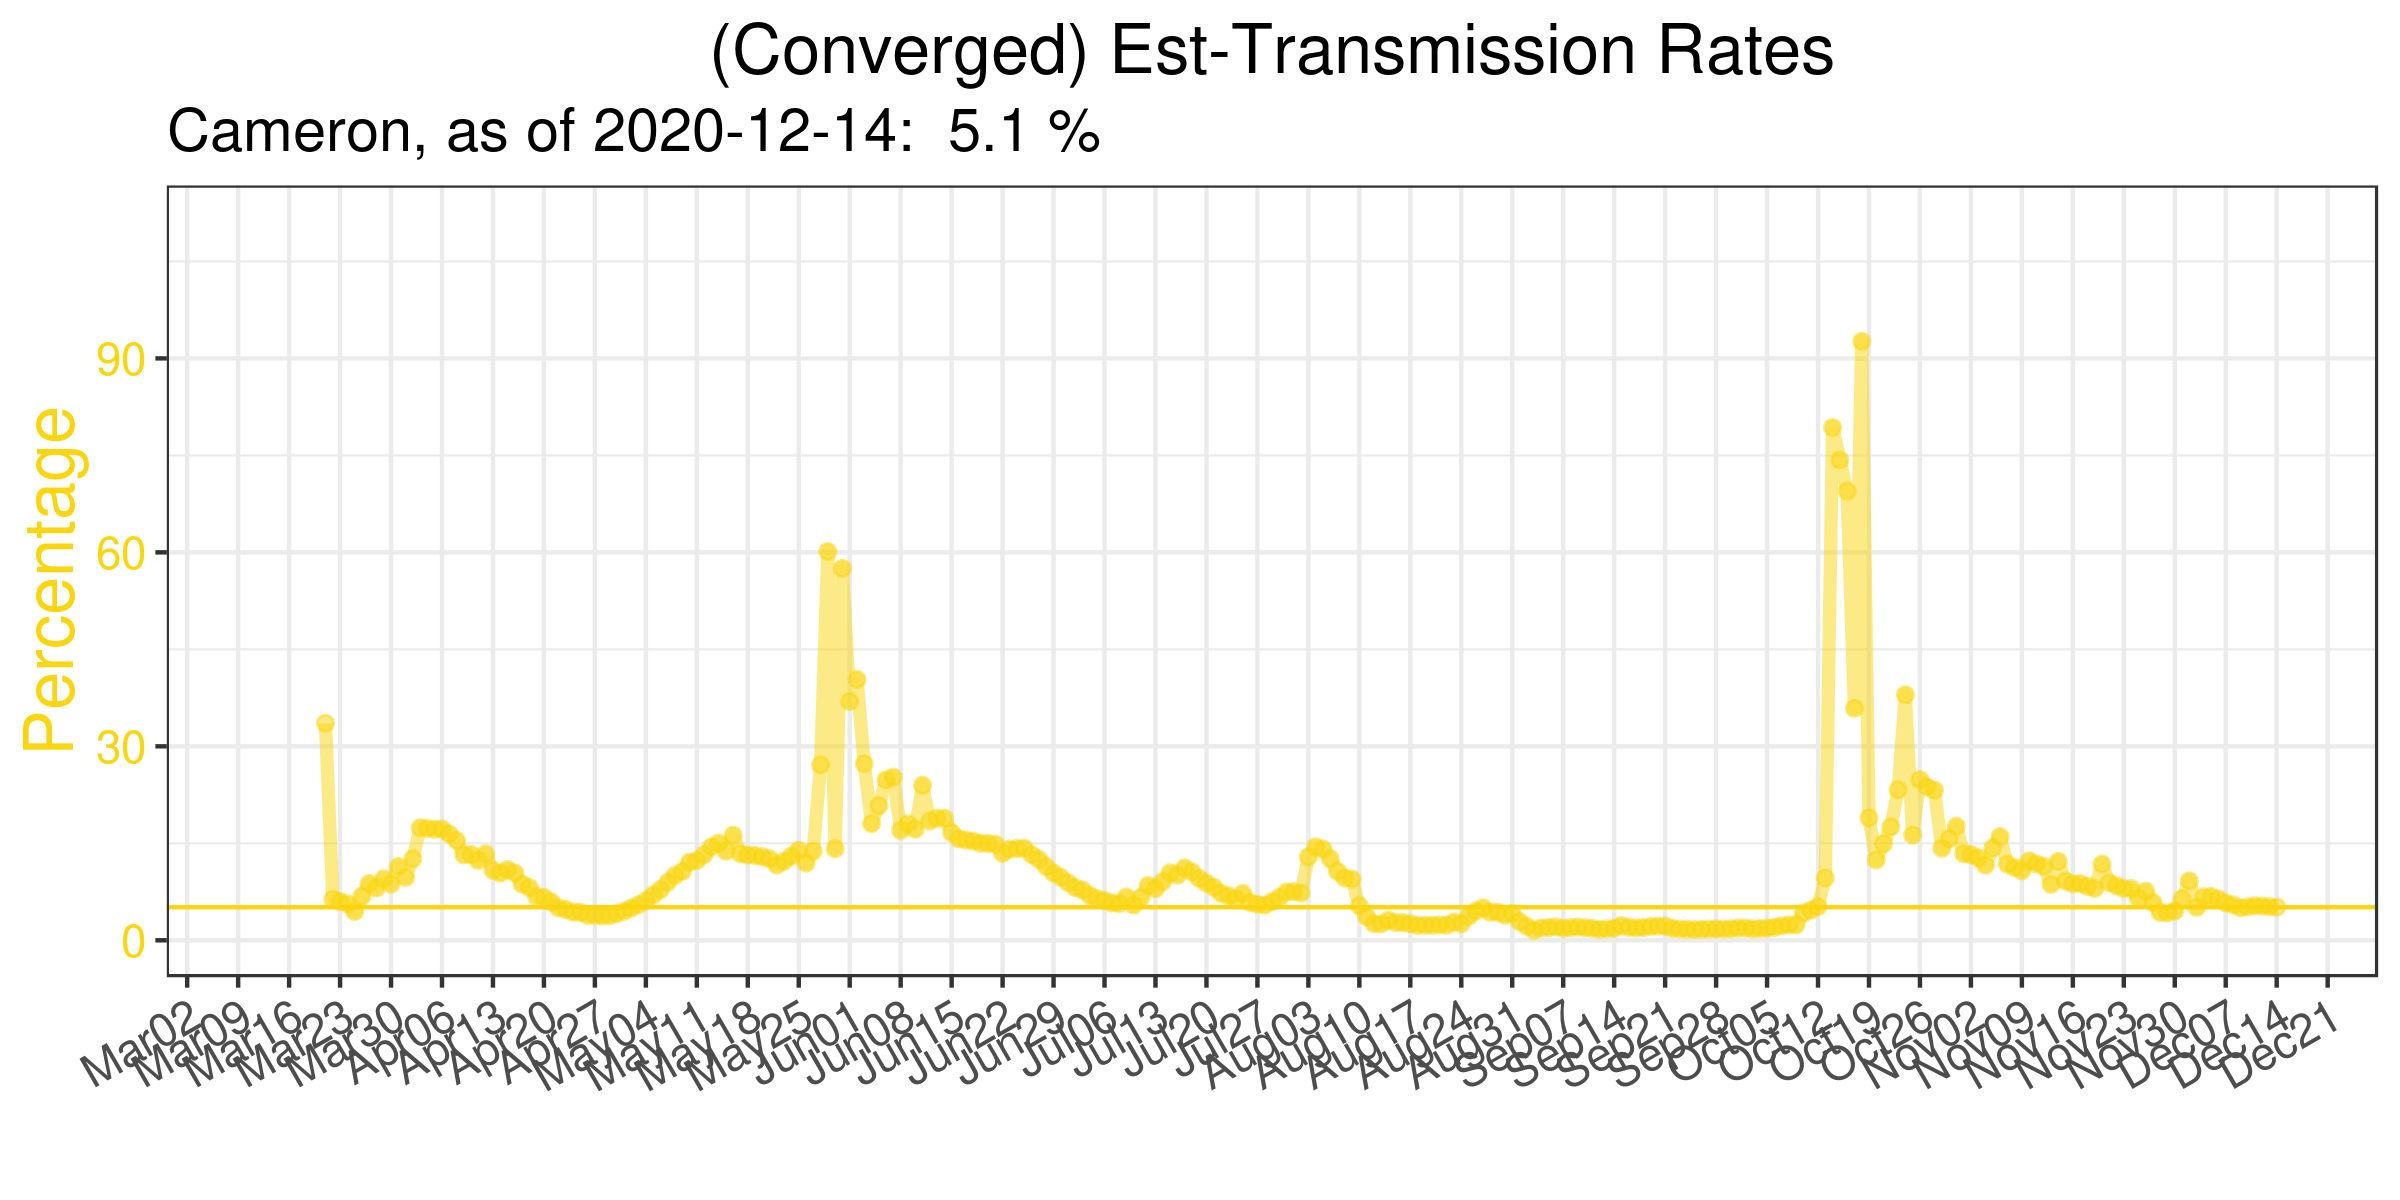 (Converged) Est-Transmission Rates
Cameron, as of 2020-12-14:  5.1 %
Percentage
90
60
30
0
Mar02
Mar09
Mar16
Mar23
Mar30
Apr06
Apr13
Apr20
Apr27
May04
May11
May18
May25
Jun01
Jun08
Jun15
Jun22
Jun29
Jul06
Jul13
Jul20
Jul27
Aug03
Aug10
Aug17
Aug24
Aug31
Sep07
Sep14
Sep21
Sep28
Oct05
Oct12
Oct19
Oct26
Nov02
Nov09
Nov16
Nov23
Nov30
Dec07
Dec14
Dec21